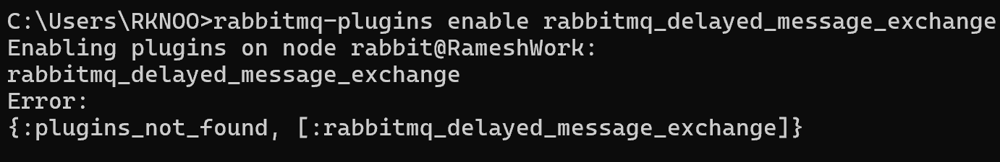 C:\Users\RKNOO>rabbitmq-plugins enable rabbitmq_delayed_message_exchange
Enabling plugins on node rabbit@RameshWork:
rabbitmq_delayed_message_exchange
Error:
{:plugins_not_found, [:rabbitmq_delayed_message_exchange]}